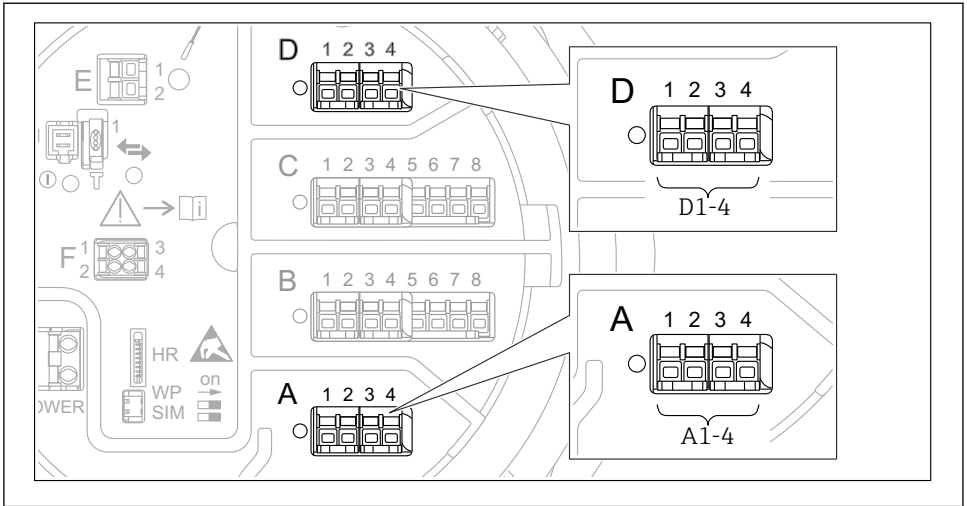 D 1 2 3 4
E 1
2
1
C 1 2 3 4 5 6 7 8
i
F 1 3
2 4
B 1 2 3 4 5 6 7 8
HR
WP on
SIM
OWER
A 1 2 3 4
D 1 2 3 4
D1-4
A 1 2 3 4
A1-4